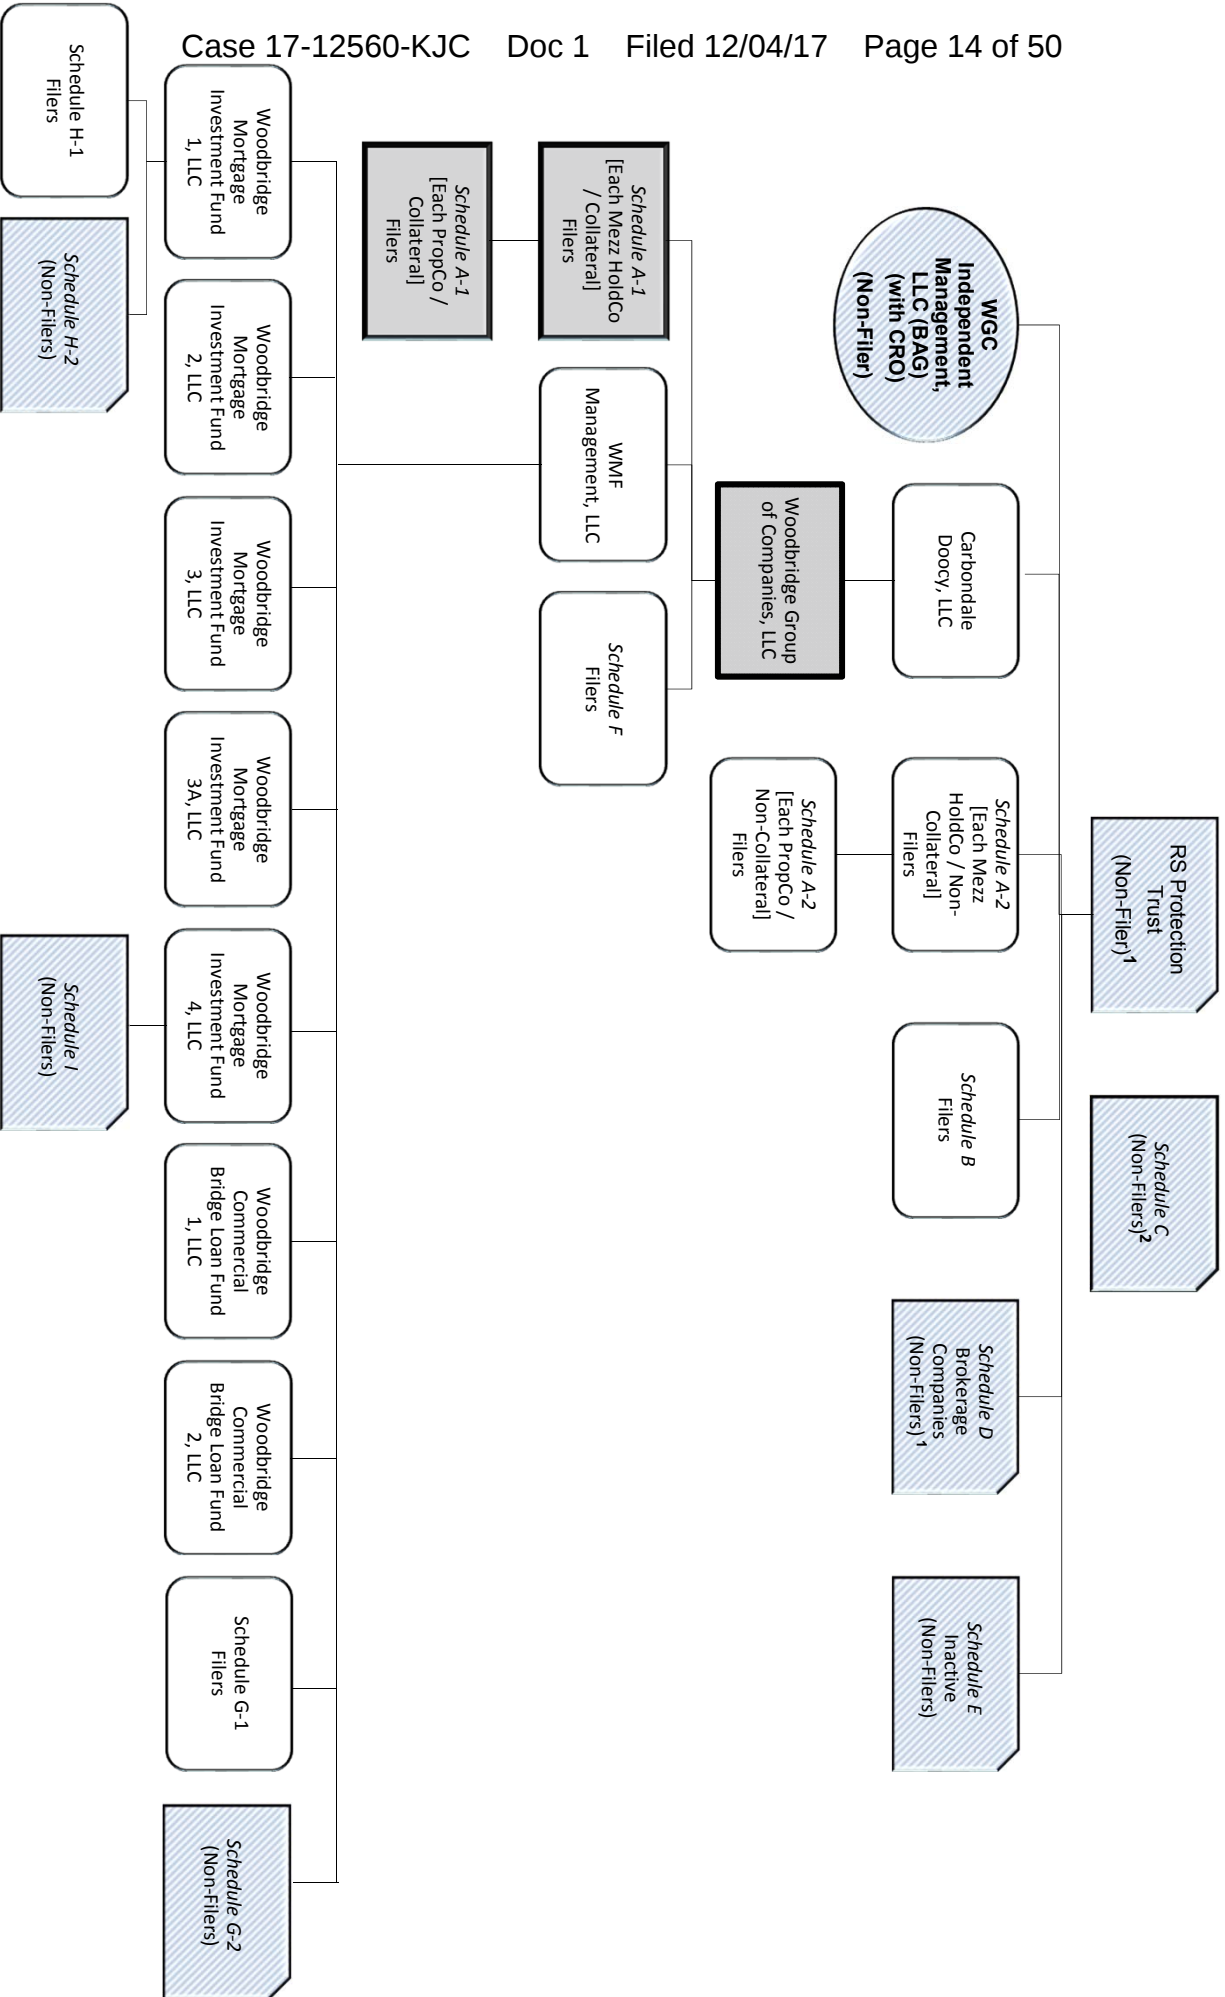 Case 17-12560-KJC Doc 1 Filed 12/04/17 Page 14 of 50
RS Protection
Trust
(Non-Filer)¹
Schedule C
(Non-Filers)²
WGC
Independent
Management,
LLC (BAG)
(with CRO)
(Non-Filer)
Carbondale
Doocy, LLC
Schedule A-2
[Each Mezz
HoldCo / Non-
Collateral]
Filers
Schedule B
Filers
Schedule D
Brokerage
Companies
(Non-Filers) ¹
Schedule E
Inactive
(Non-Filers)
Woodbridge Group
of Companies, LLC
Schedule A-2
[Each PropCo /
Non-Collateral]
Filers
Schedule A-1
[Each Mezz HoldCo
/ Collateral]
Filers
WMF
Management, LLC
Schedule F
Filers
Schedule A-1
[Each PropCo /
Collateral]
Filers
Woodbridge
Mortgage
Investment Fund
1, LLC
Woodbridge
Mortgage
Investment Fund
2, LLC
Woodbridge
Mortgage
Investment Fund
3, LLC
Woodbridge
Mortgage
Investment Fund
3A, LLC
Woodbridge
Mortgage
Investment Fund
4, LLC
Woodbridge
Commercial
Bridge Loan Fund
1, LLC
Woodbridge
Commercial
Bridge Loan Fund
2, LLC
Schedule G-1
Filers
Schedule G-2
(Non-Filers)
Schedule H-1
Filers
Schedule H-2
(Non-Filers)
Schedule I
(Non-Filers)